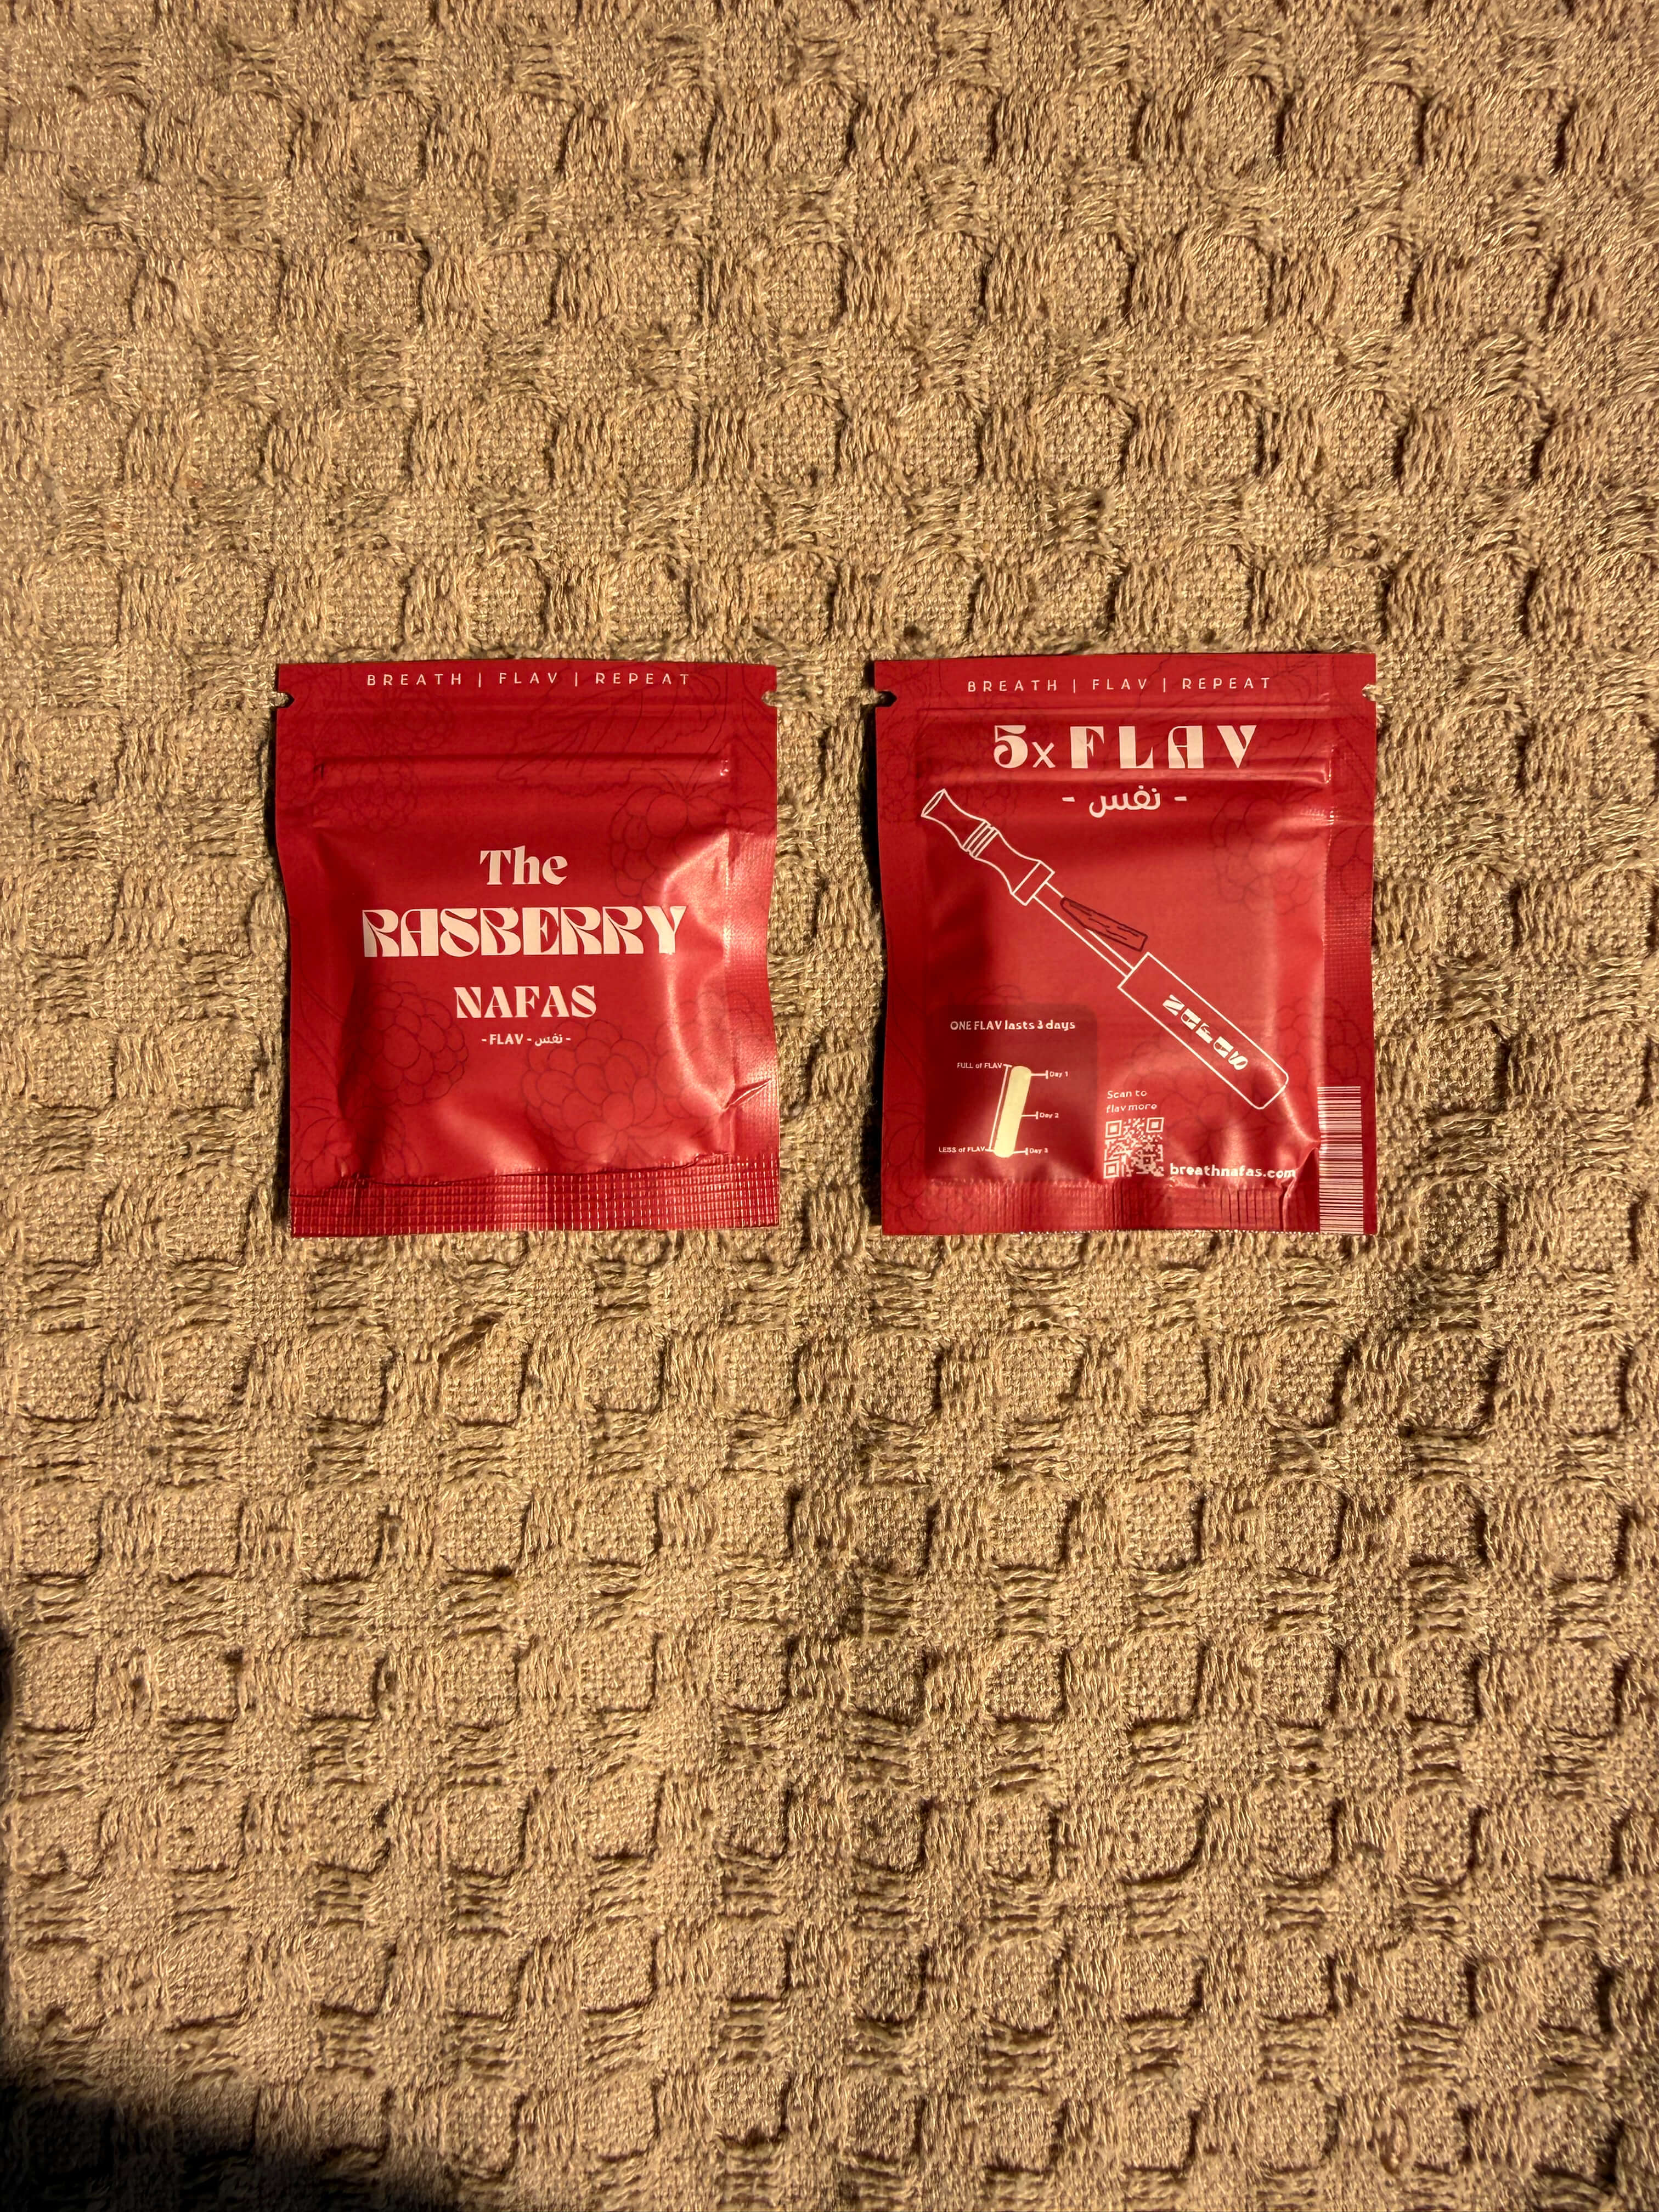 BREATH | FLAV | REPEAT
The
RASBERRY
NAFAS
- FLAV - نفس -
BREATH | FLAV | REPEAT
5x FLAV
- نفس -
NAFAS
ONE FLAV lasts 3 days
FULL of FLAV
Day 1
Day 2
LESS of FLAV
Day 3
Scan to
flav more
breathnafas.com